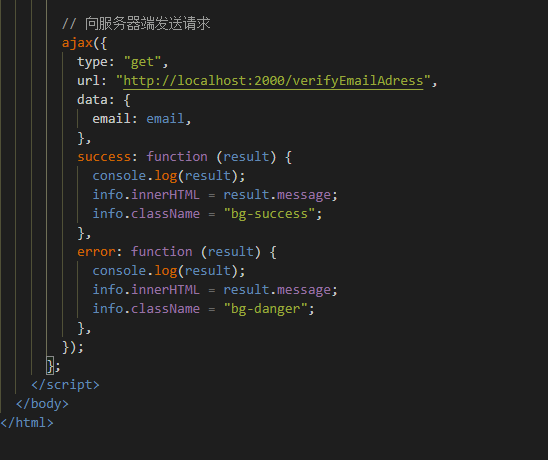 // 向服务器端发送请求
ajax({
type: "get",
url: "http://localhost:2000/verifyEmailAdress",
data: {
email: email,
},
success: function (result) {
console.log(result);
info.innerHTML = result.message;
info.className = "bg-success";
},
error: function (result) {
console.log(result);
info.innerHTML = result.message;
info.className = "bg-danger";
},
});
};
</script>
</body>
</html>